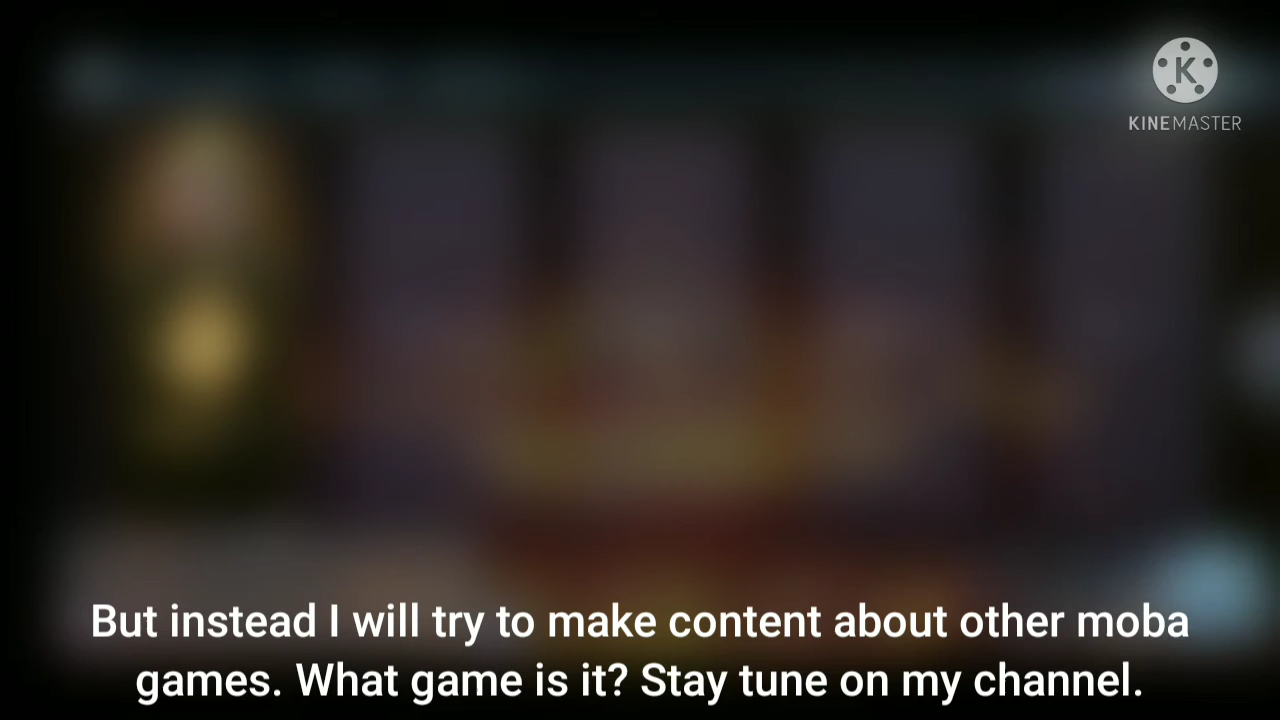 K
KINEMASTER
But instead I will try to make content about other moba
games. What game is it? Stay tune on my channel.